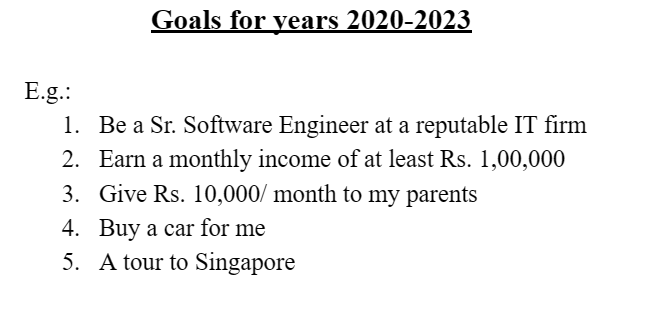 Goals for years 2020-2023
E.g.:
1. Be a Sr. Software Engineer at a reputable IT firm
2. Earn a monthly income of at least Rs. 1,00,000
3. Give Rs. 10,000/ month to my parents
4. Buy a car for me
5. A tour to Singapore